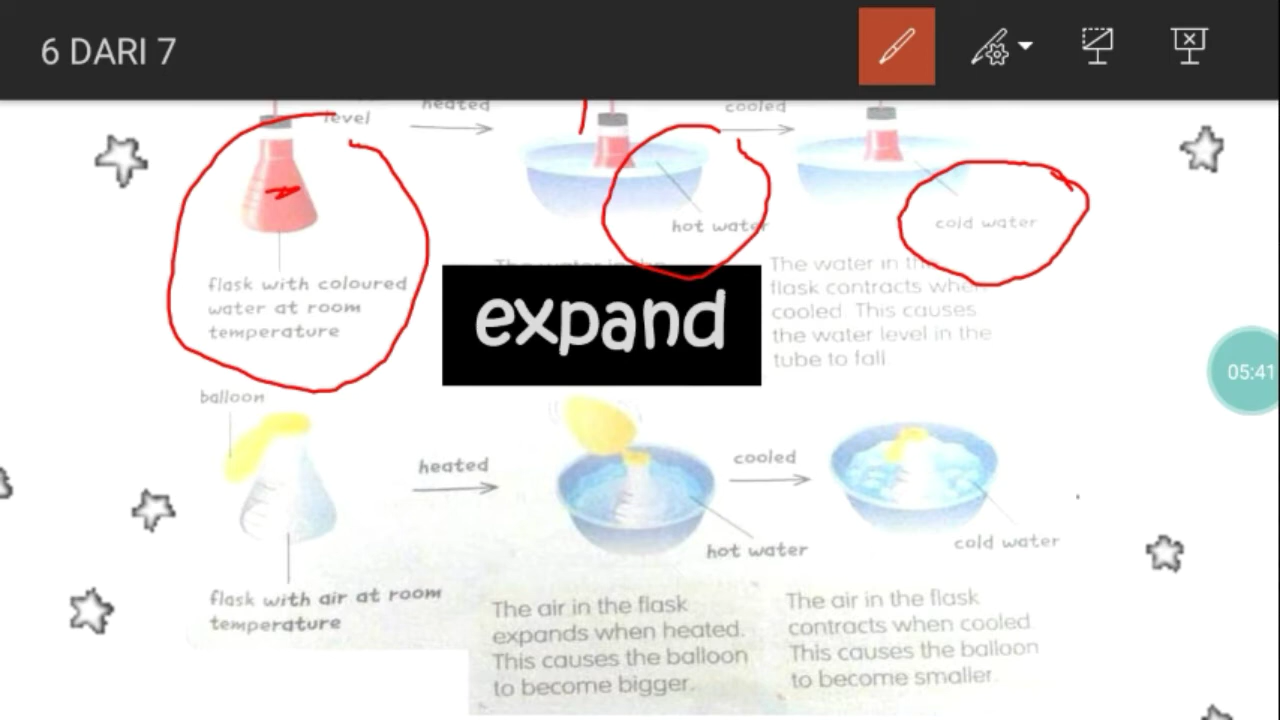 6 DARI 7
level
heated
cooled
hot water
cold water
flask with coloured
water at room
temperature
The water in the
expand
The water in the
flask contracts when
cooled. This causes
the water level in the
tube to fall.
05:41
balloon
heated
cooled
hot water
cold water
flask with air at room
temperature
The air in the flask
expands when heated.
This causes the balloon
to become bigger.
The air in the flask
contracts when cooled
This causes the balloon
to become smaller.